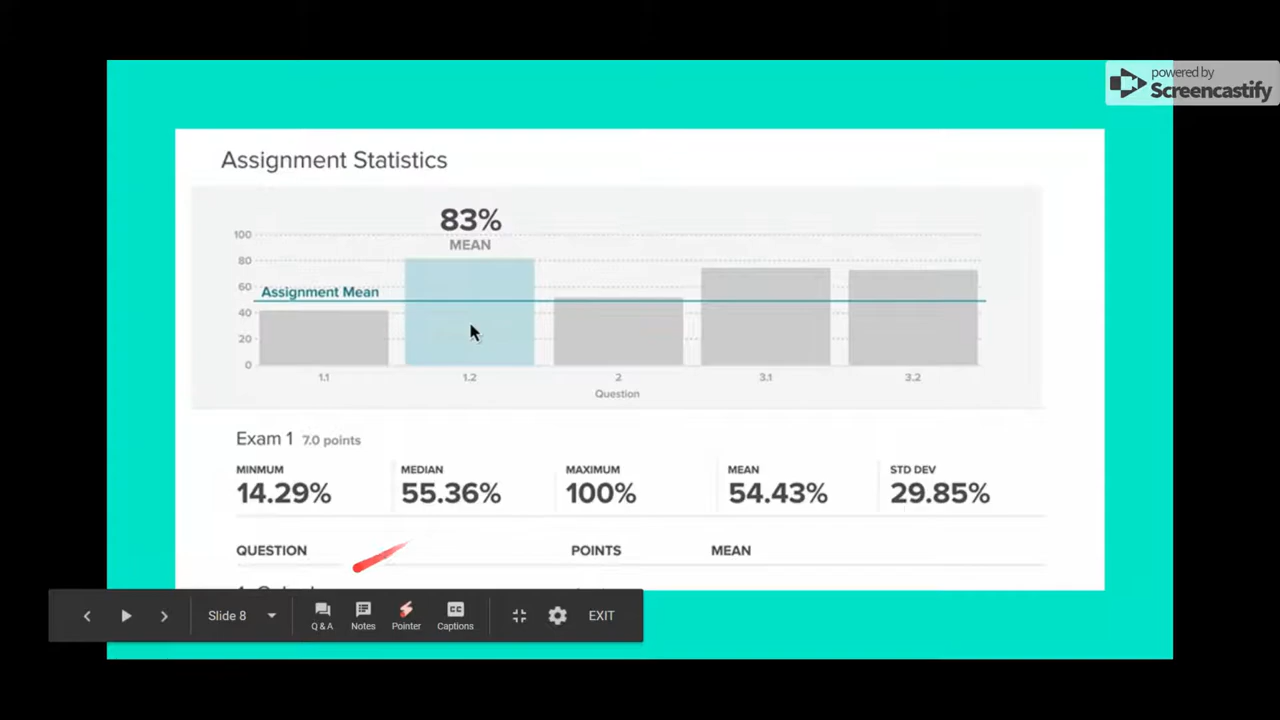 powered by
Screencastify
Assignment Statistics
83%
MEAN
100
80
60
40
20
0
Assignment Mean
1.1 1.2 2 3.1 3.2
Question
Exam 1 7.0 points
MINMUM MEDIAN MAXIMUM MEAN STD DEV
14.29% 55.36% 100% 54.43% 29.85%
QUESTION POINTS MEAN
Slide 8
Q & A Notes Pointer Captions
CC
EXIT